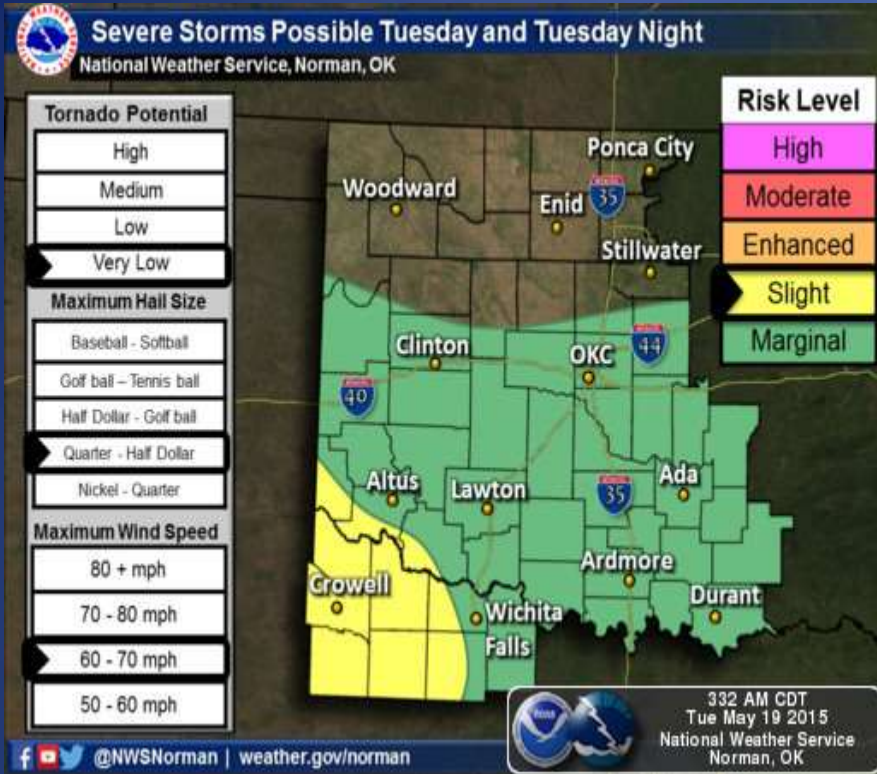 Severe Storms Possible Tuesday and Tuesday Night
National Weather Service, Norman, OK
Tornado Potential
High
Medium
Low
Very Low
Maximum Hail Size
Baseball - Softball
Golf ball – Tennis ball
Half Dollar - Golf ball
Quarter - Half Dollar
Nickel - Quarter
Maximum Wind Speed
80 + mph
70 - 80 mph
60 - 70 mph
50 - 60 mph
Risk Level
High
Moderate
Enhanced
Slight
Marginal
Ponca City
Woodward
Enid
35
Stillwater
Clinton
OKC
44
40
Altus
Lawton
35
Ada
Ardmore
Crowell
Durant
Wichita
Falls
332 AM CDT
Tue May 19 2015
National Weather Service
Norman, OK
@NWSNorman | weather.gov/norman